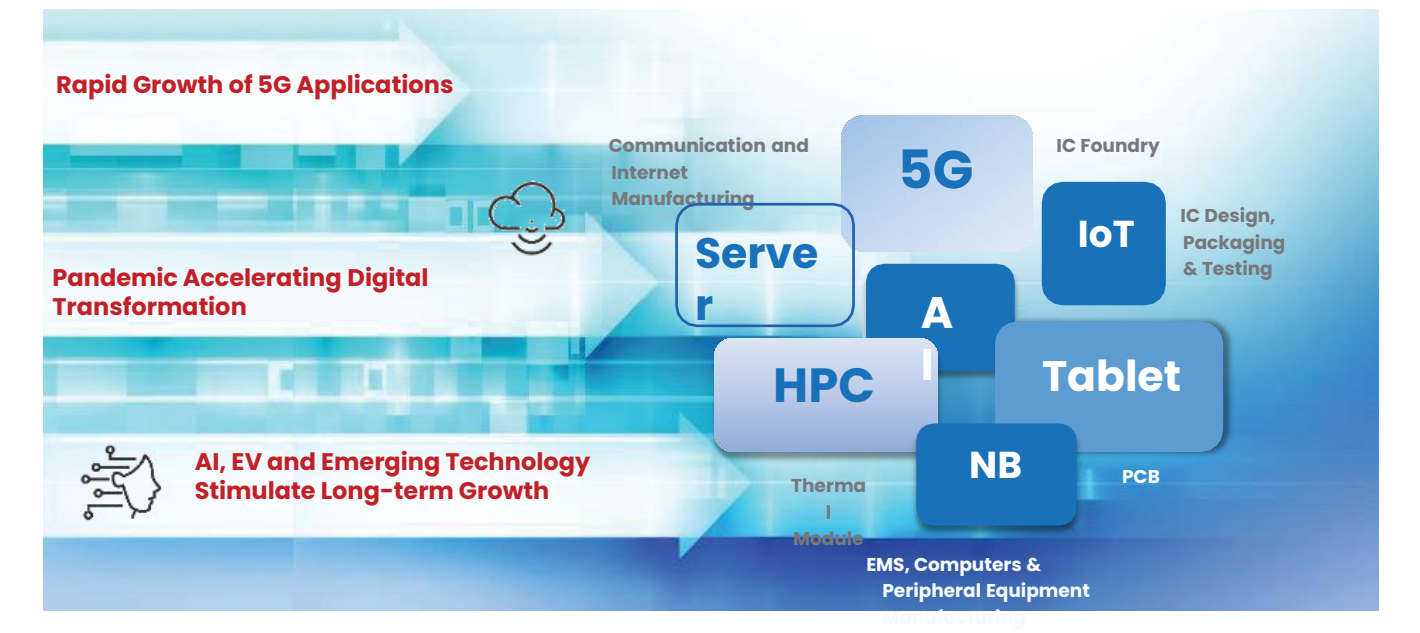 Rapid Growth of 5G Applications
Communication and
Internet
Manufacturing
5G
IC Foundry
IoT
IC Design,
Packaging
& Testing
Serve
r
Pandemic Accelerating Digital
Transformation
A
I
HPC
Tablet
AI, EV and Emerging Technology
Stimulate Long-term Growth
NB
PCB
Therma
l
Module
EMS, Computers &
Peripheral Equipment
Manufacturing